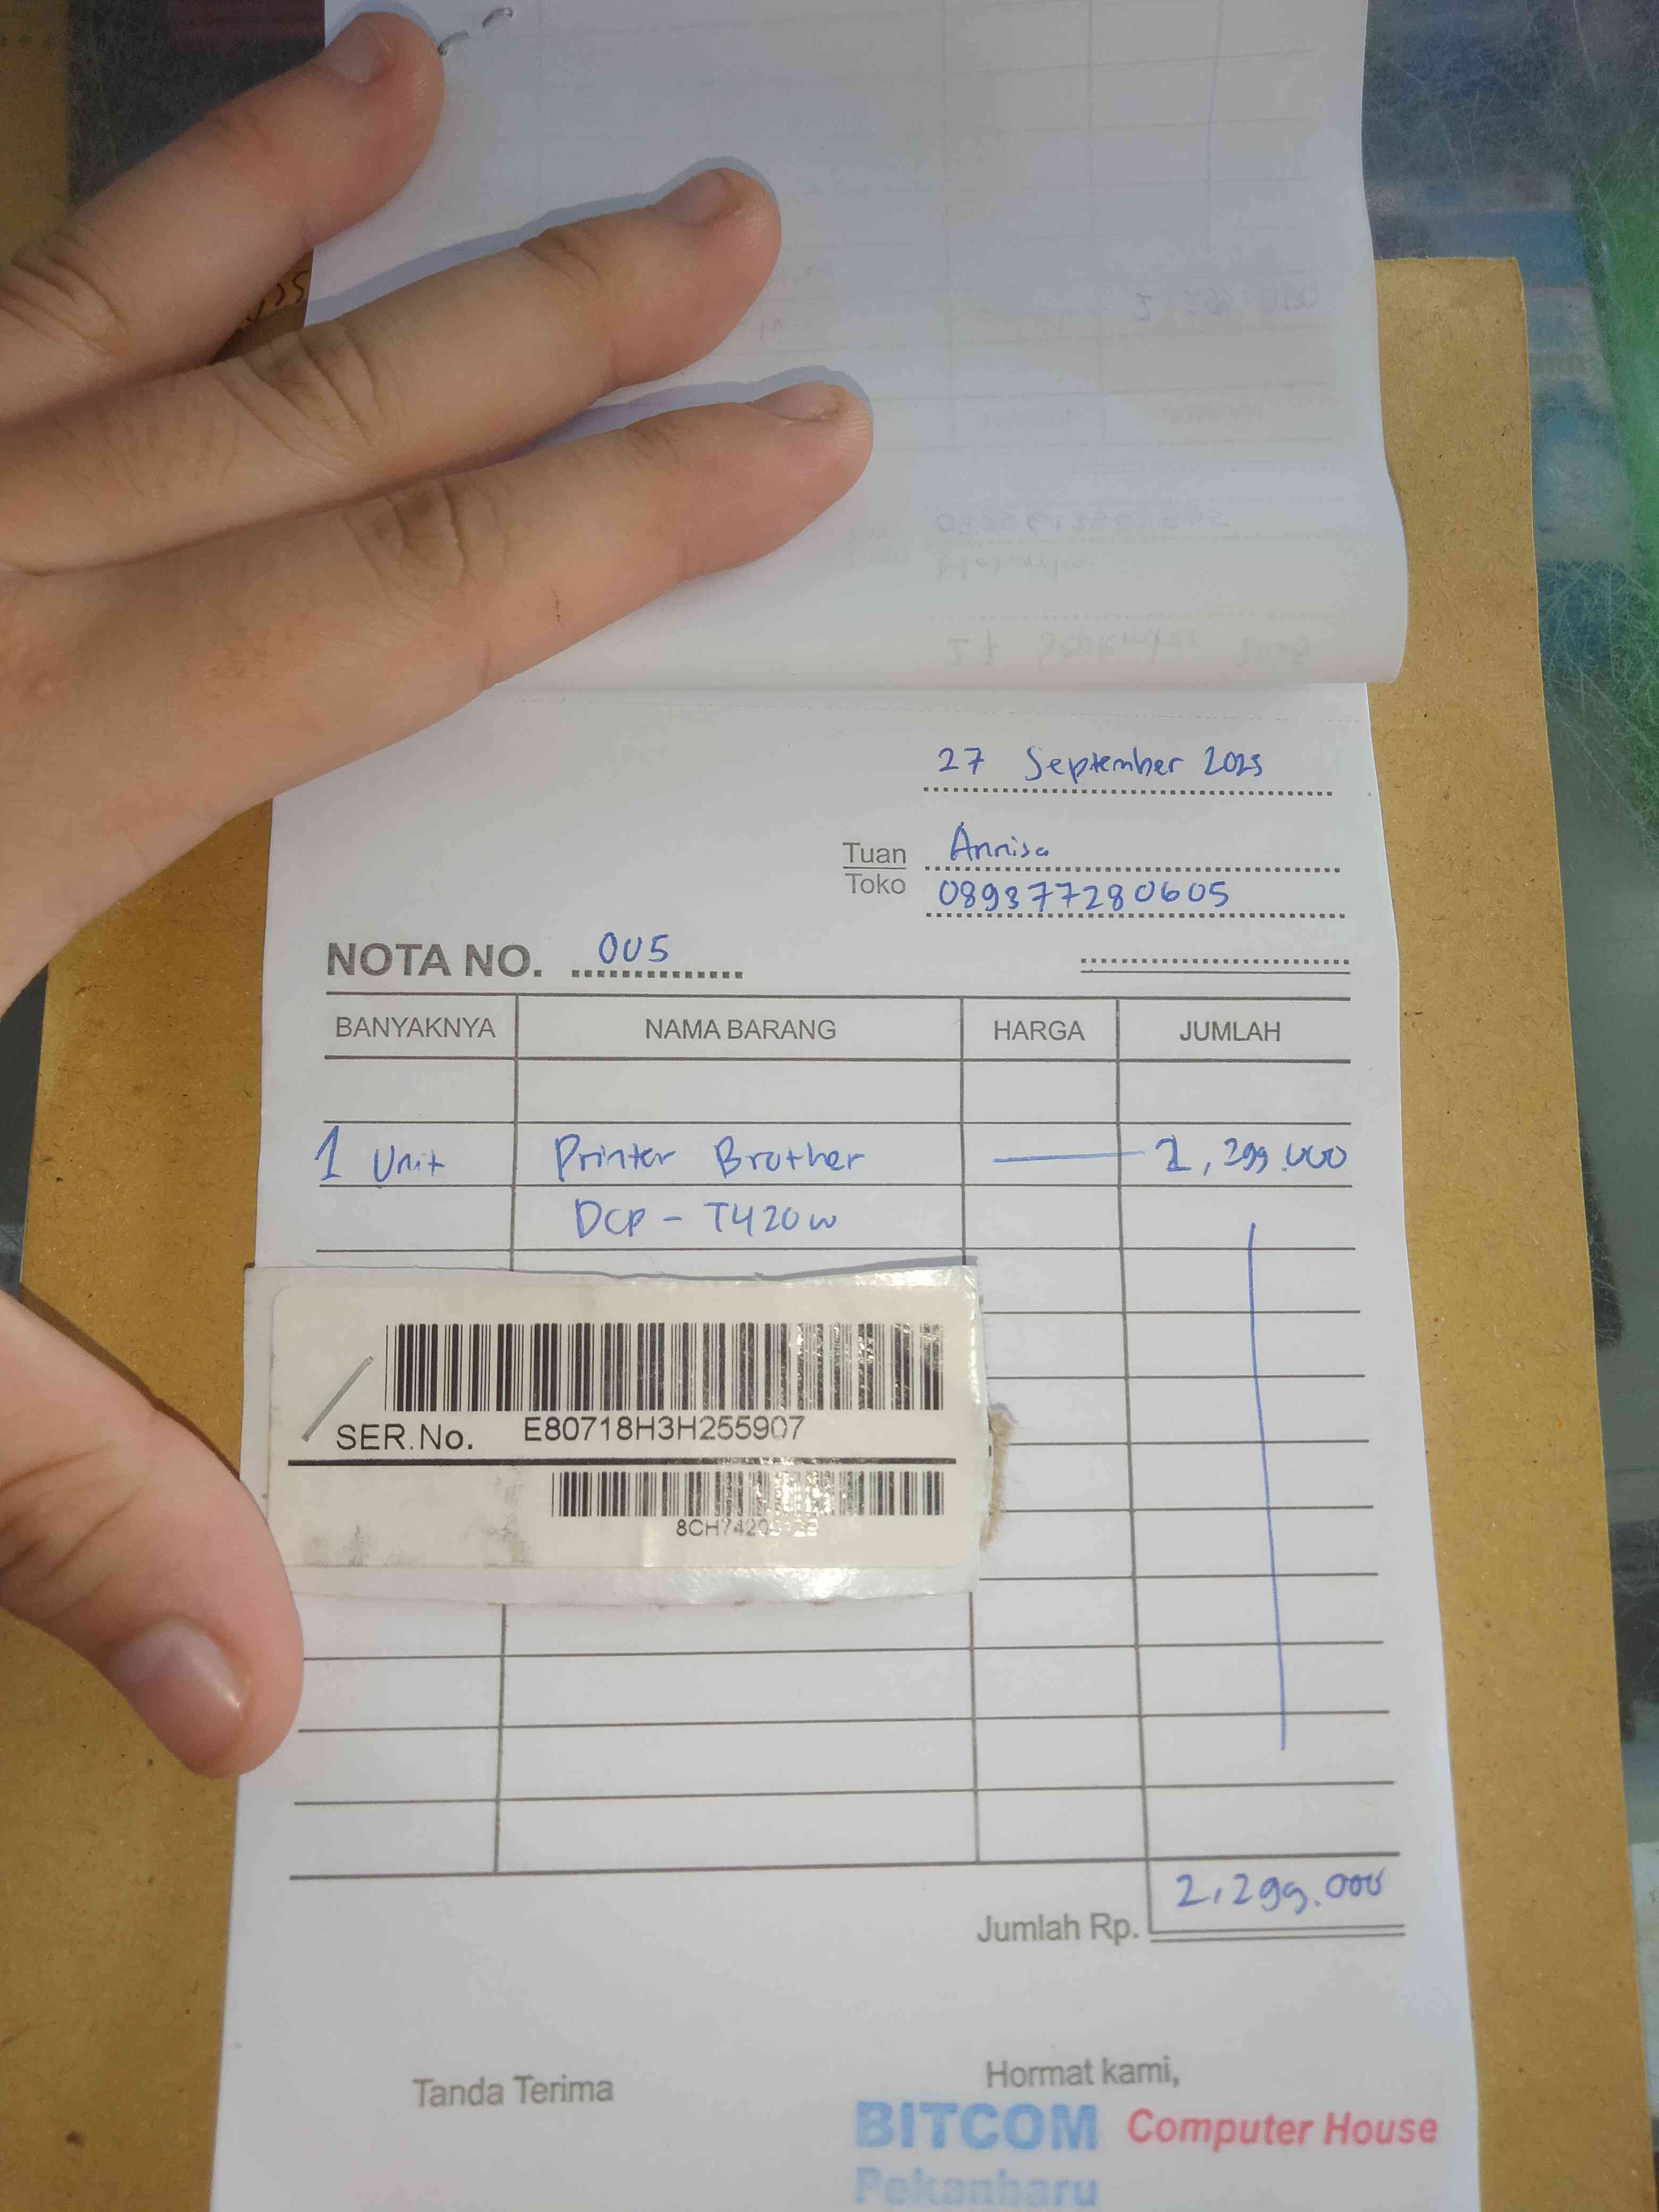 27 September 2025
Tuan Annisa
Toko 089377280605
NOTA NO. 005
BANYAKNYA NAMA BARANG HARGA JUMLAH
1 Unit Printer Brother 2,299.000
DCP - T420w
SER.No. E80718H3H255907
Jumlah Rp. 2,299.000
Tanda Terima Hormat kami,
BITCOM Computer House
Pekanbaru